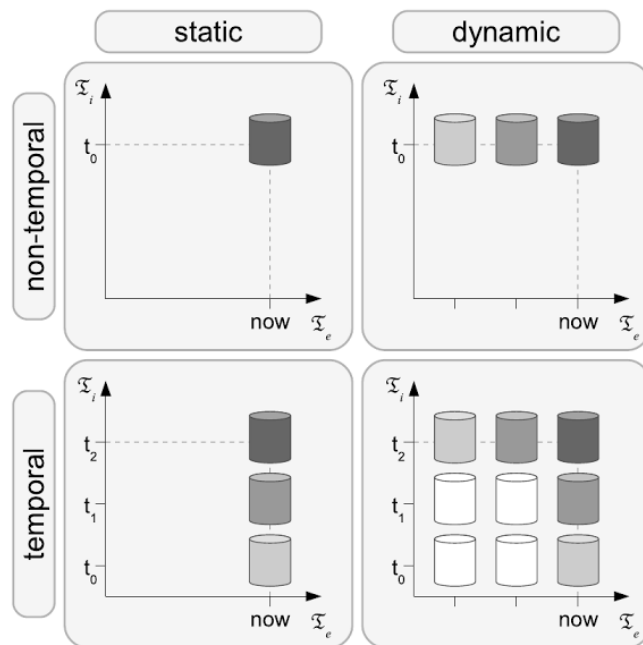 static dynamic
non-temporal
𝔗i
t0
now 𝔗e
𝔗i
t0
now 𝔗e
temporal
𝔗i
t2
t1
t0
now 𝔗e
𝔗i
t2
t1
t0
now 𝔗e